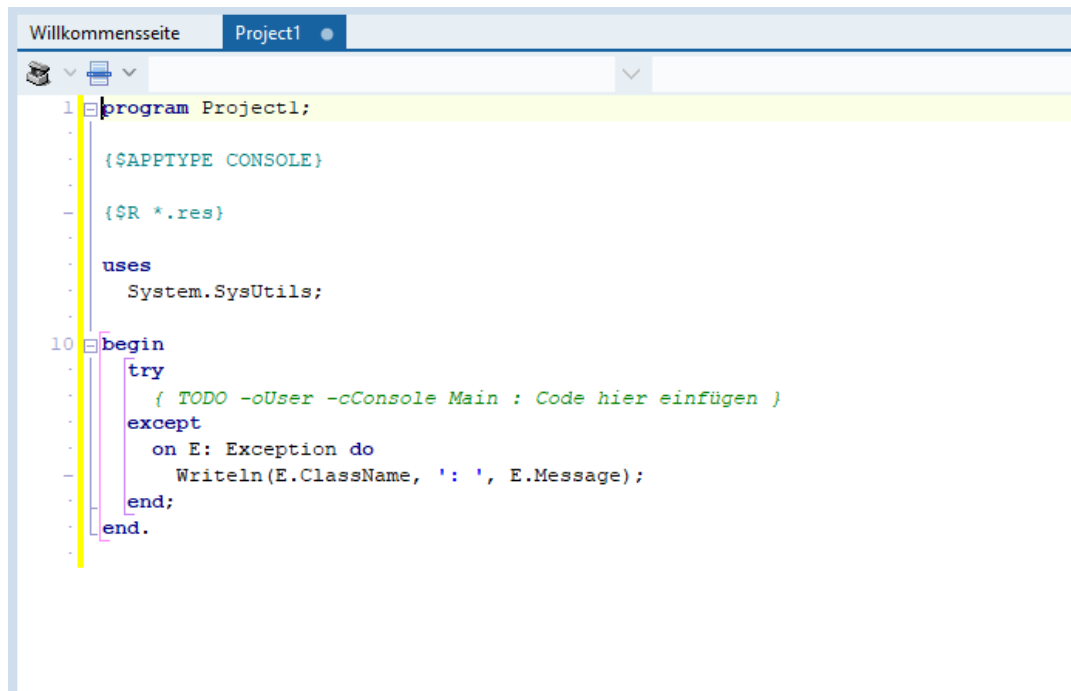 Willkommensseite Project1
1 program Project1;
{$APPTYPE CONSOLE}
{$R *.res}
uses
System.SysUtils;
10 begin
try
{ TODO -oUser -cConsole Main : Code hier einfügen }
except
on E: Exception do
Writeln(E.ClassName, ': ', E.Message);
end;
end.